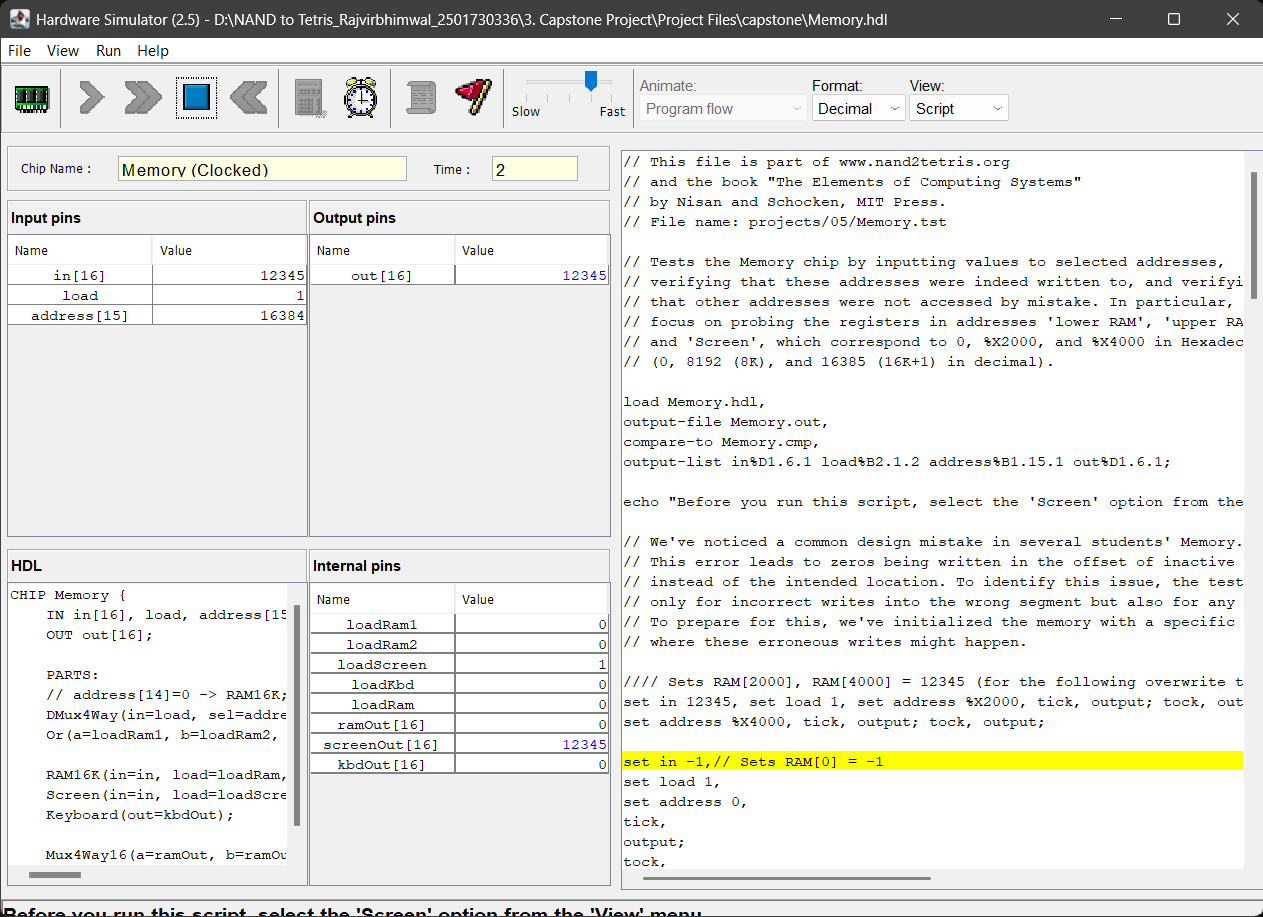 Hardware Simulator (2.5) - D:\NAND to Tetris_Rajvirbhimwal_2501730336\3. Capstone Project\Project Files\capstone\Memory.hdl
File View Run Help
Slow Fast
Animate: Format: View:
Program flow Decimal Script
Chip Name : Memory (Clocked) Time : 2
Input pins
Name Value
in[16] 12345
load 1
address[15] 16384
Output pins
Name Value
out[16] 12345
HDL
CHIP Memory {
IN in[16], load, address[15
OUT out[16];
PARTS:
// address[14]=0 -> RAM16K;
DMux4Way(in=load, sel=addre
Or(a=loadRam1, b=loadRam2,
RAM16K(in=in, load=loadRam,
Screen(in=in, load=loadScre
Keyboard(out=kbdOut);
Mux4Way16(a=ramOut, b=ramOu
Internal pins
Name Value
loadRam1 0
loadRam2 0
loadScreen 1
loadKbd 0
loadRam 0
ramOut[16] 0
screenOut[16] 12345
kbdOut[16] 0
// This file is part of www.nand2tetris.org
// and the book "The Elements of Computing Systems"
// by Nisan and Schocken, MIT Press.
// File name: projects/05/Memory.tst
// Tests the Memory chip by inputting values to selected addresses,
// verifying that these addresses were indeed written to, and verifyi
// that other addresses were not accessed by mistake. In particular,
// focus on probing the registers in addresses 'lower RAM', 'upper RA
// and 'Screen', which correspond to 0, %X2000, and %X4000 in Hexadec
// (0, 8192 (8K), and 16385 (16K+1) in decimal).
load Memory.hdl,
output-file Memory.out,
compare-to Memory.cmp,
output-list in%D1.6.1 load%B2.1.2 address%B1.15.1 out%D1.6.1;
echo "Before you run this script, select the 'Screen' option from the
// We've noticed a common design mistake in several students' Memory.
// This error leads to zeros being written in the offset of inactive
// instead of the intended location. To identify this issue, the test
// only for incorrect writes into the wrong segment but also for any
// To prepare for this, we've initialized the memory with a specific
// where these erroneous writes might happen.
//// Sets RAM[2000], RAM[4000] = 12345 (for the following overwrite t
set in 12345, set load 1, set address %X2000, tick, output; tock, out
set address %X4000, tick, output; tock, output;
set in -1,// Sets RAM[0] = -1
set load 1,
set address 0,
tick,
output;
tock,
Before you run this script, select the 'Screen' option from the 'View' menu